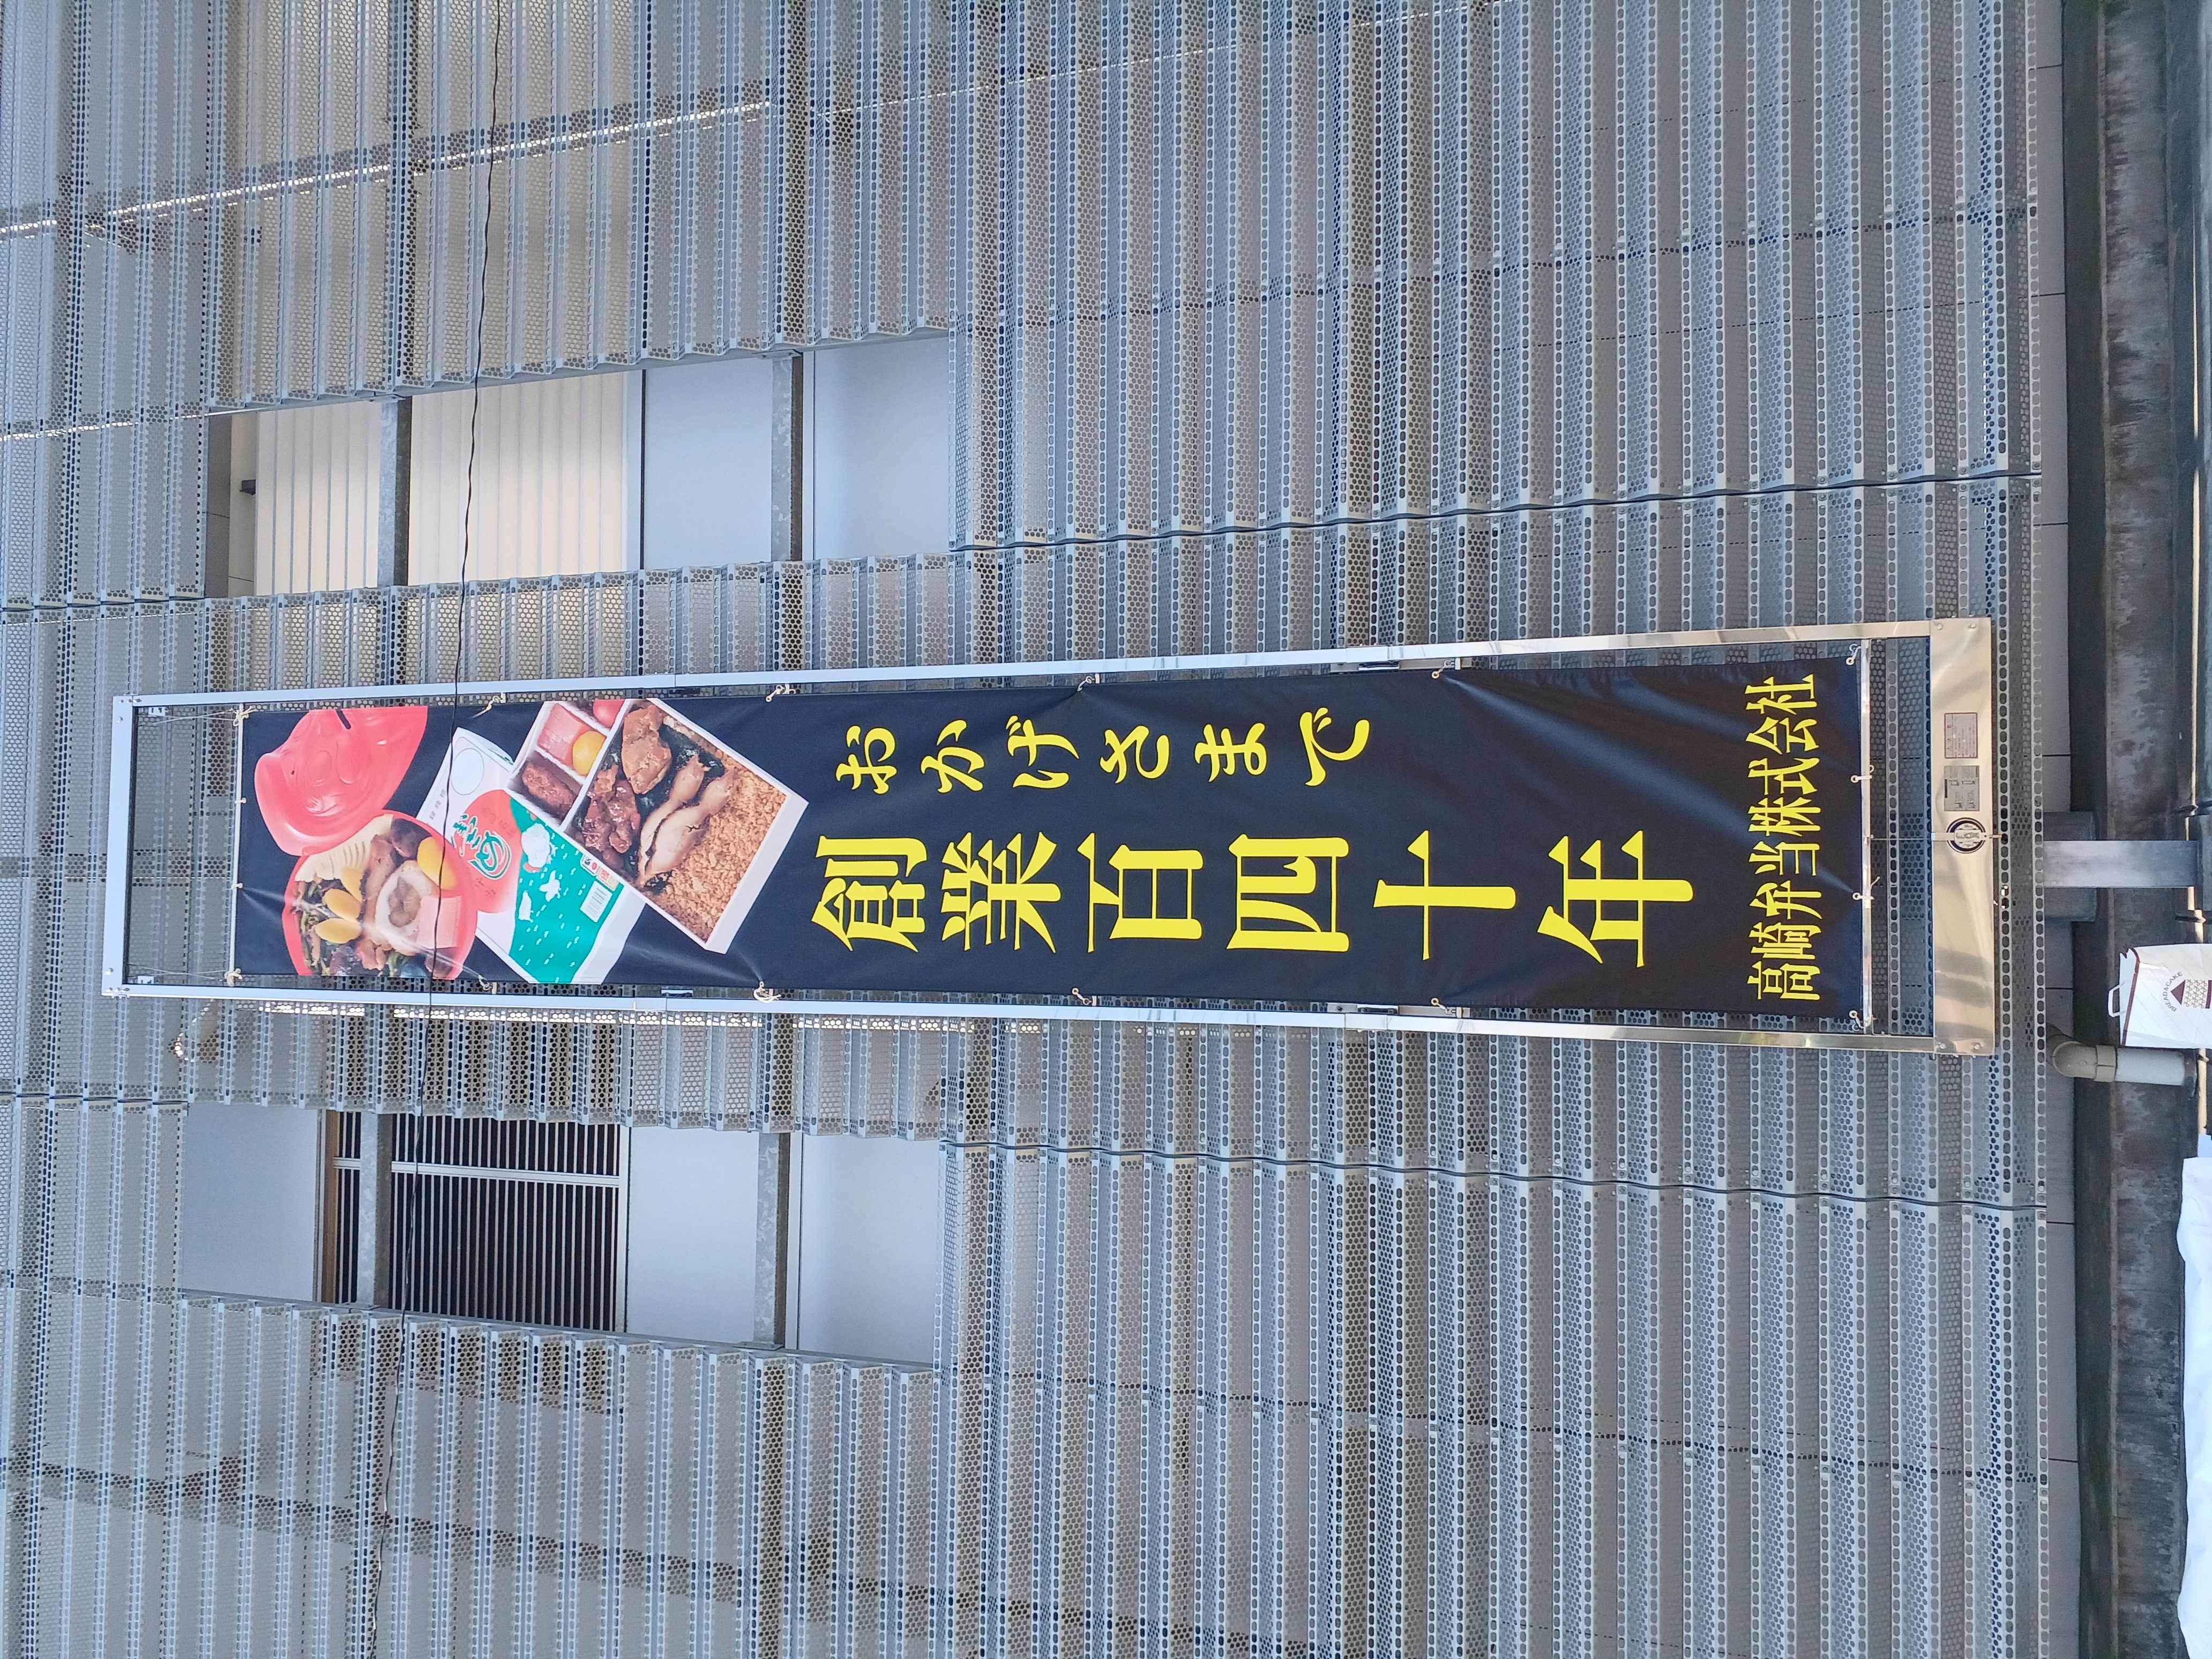 おかげさまで
創業百四十年
高崎弁当株式会社